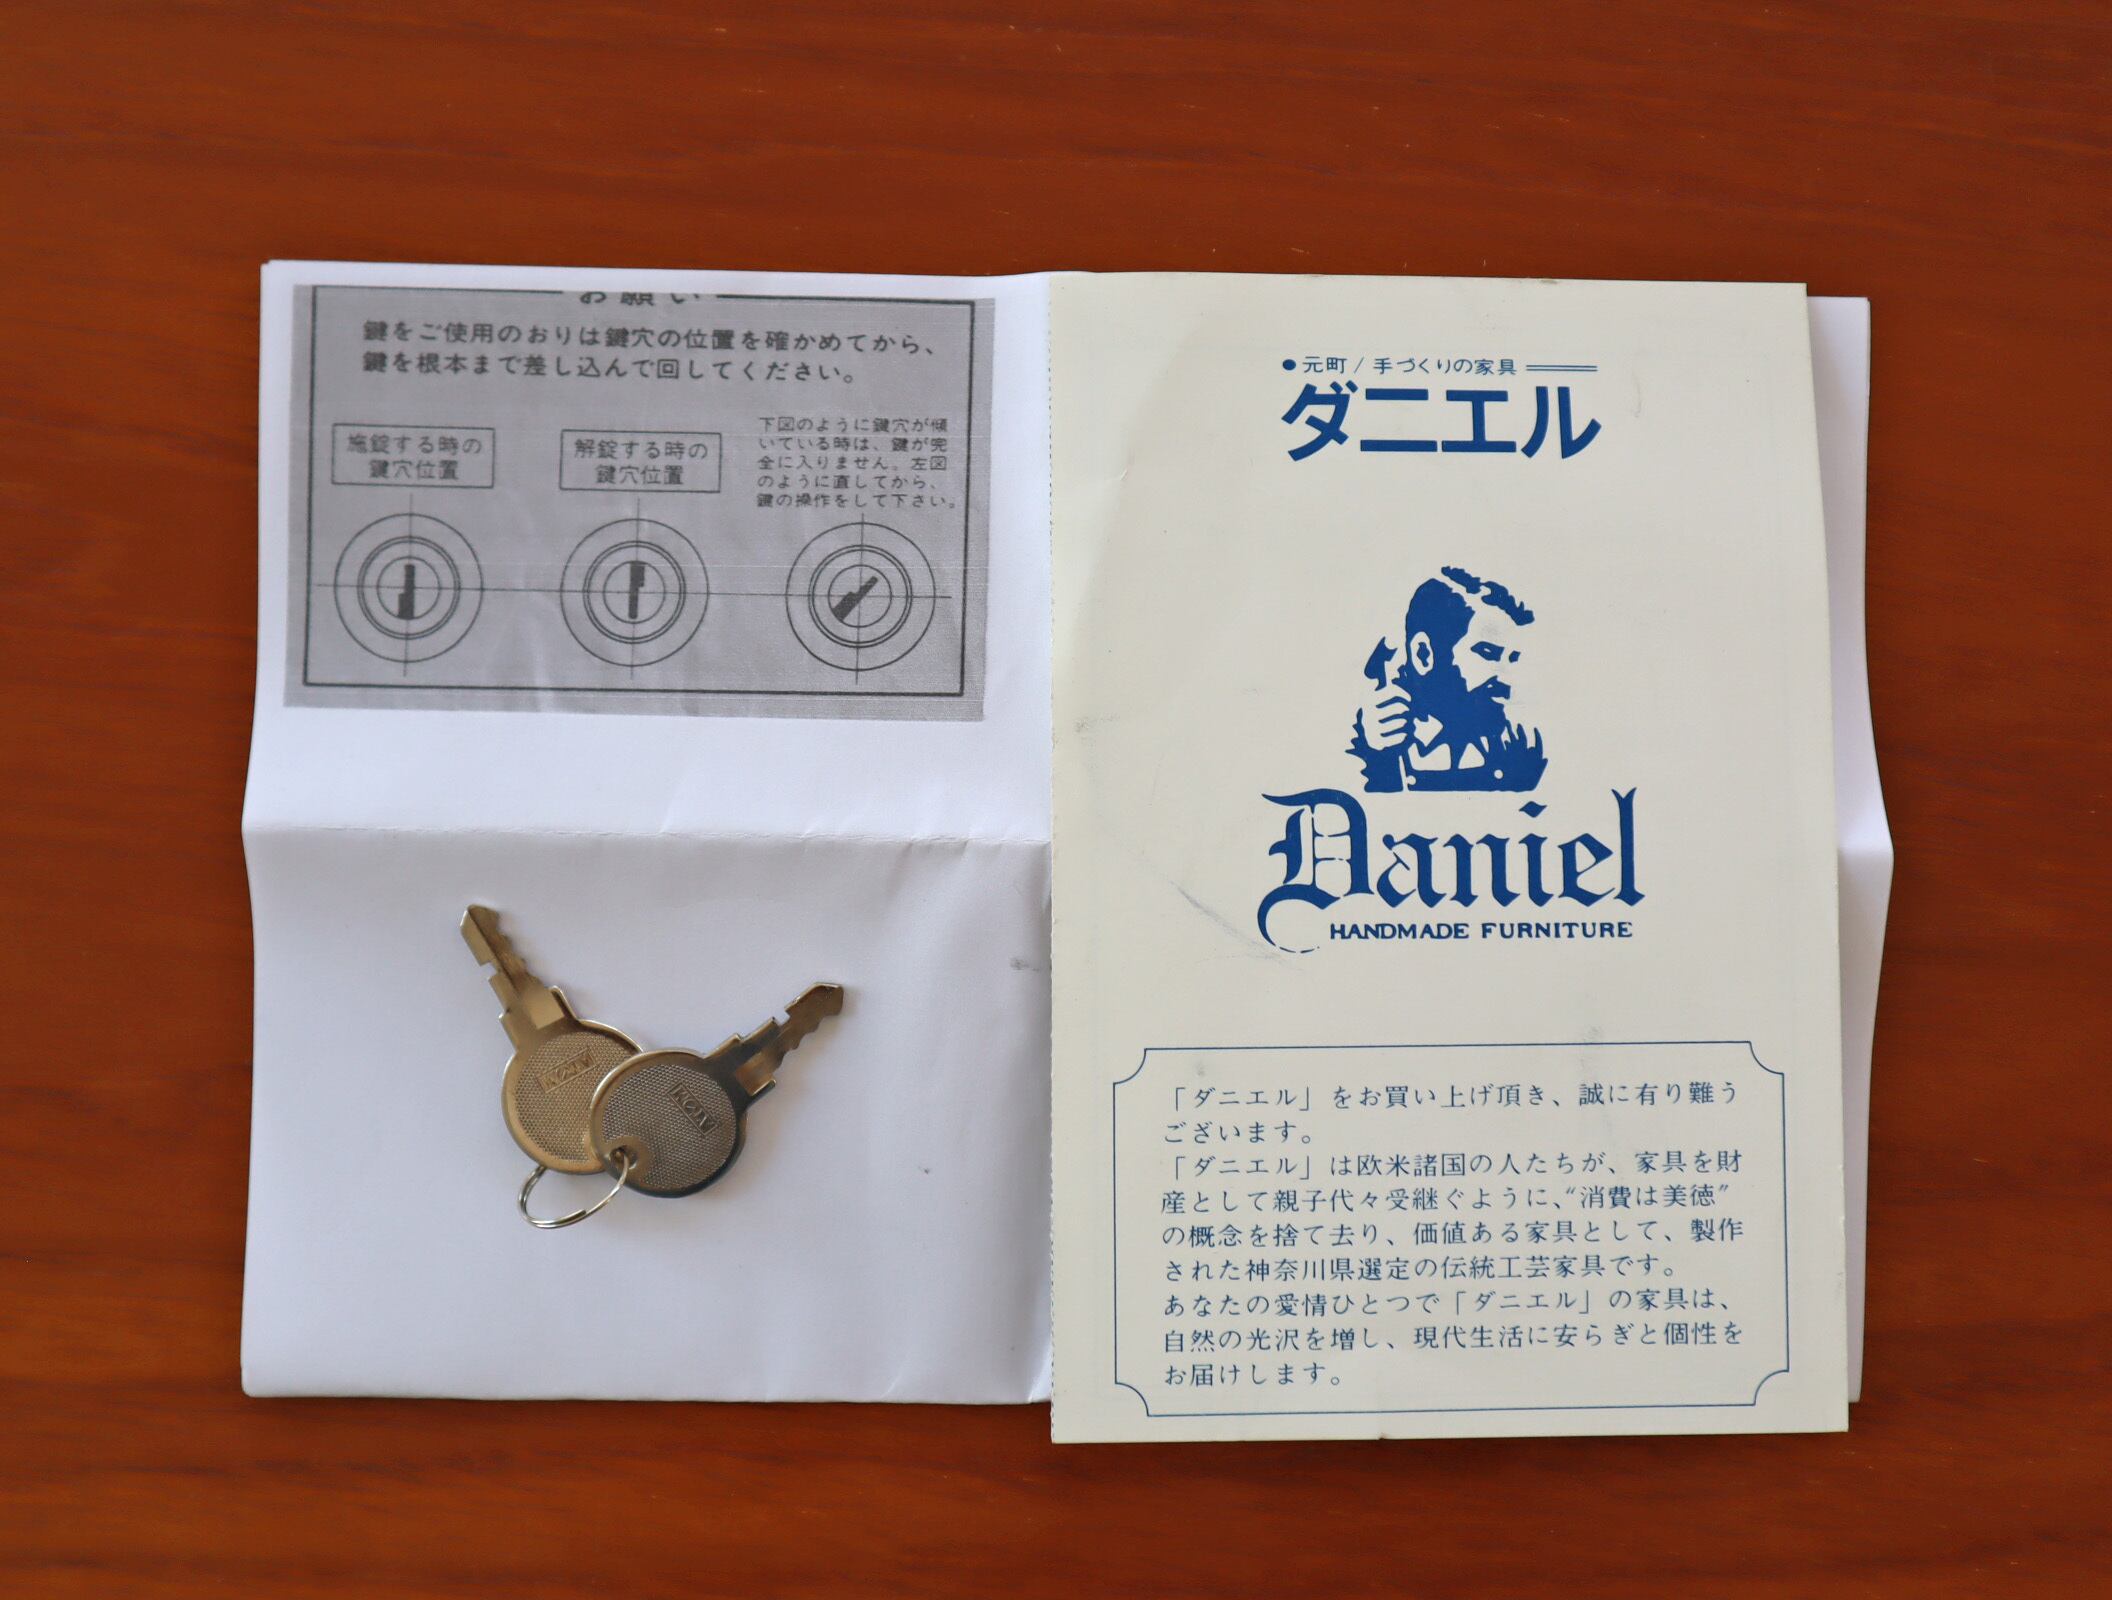 お願い
鍵をご使用のおりは鍵穴の位置を確かめてから、
鍵を根本まで差し込んで回してください。
施錠する時の
鍵穴位置
解錠する時の
鍵穴位置
下図のように鍵穴が傾
いている時は、鍵が完
全に入りません。左図
のように直してから、
鍵の操作をして下さい。
●元町/手づくりの家具
ダニエル
Daniel
HANDMADE FURNITURE
「ダニエル」をお買い上げ頂き、誠に有り難う
ございます。
「ダニエル」は欧米諸国の人たちが、家具を財
産として親子代々受継ぐように、“消費は美徳”
の概念を捨て去り、価値ある家具として、製作
された神奈川県選定の伝統工芸家具です。
あなたの愛情ひとつで「ダニエル」の家具は、
自然の光沢を増し、現代生活に安らぎと個性を
お届けします。